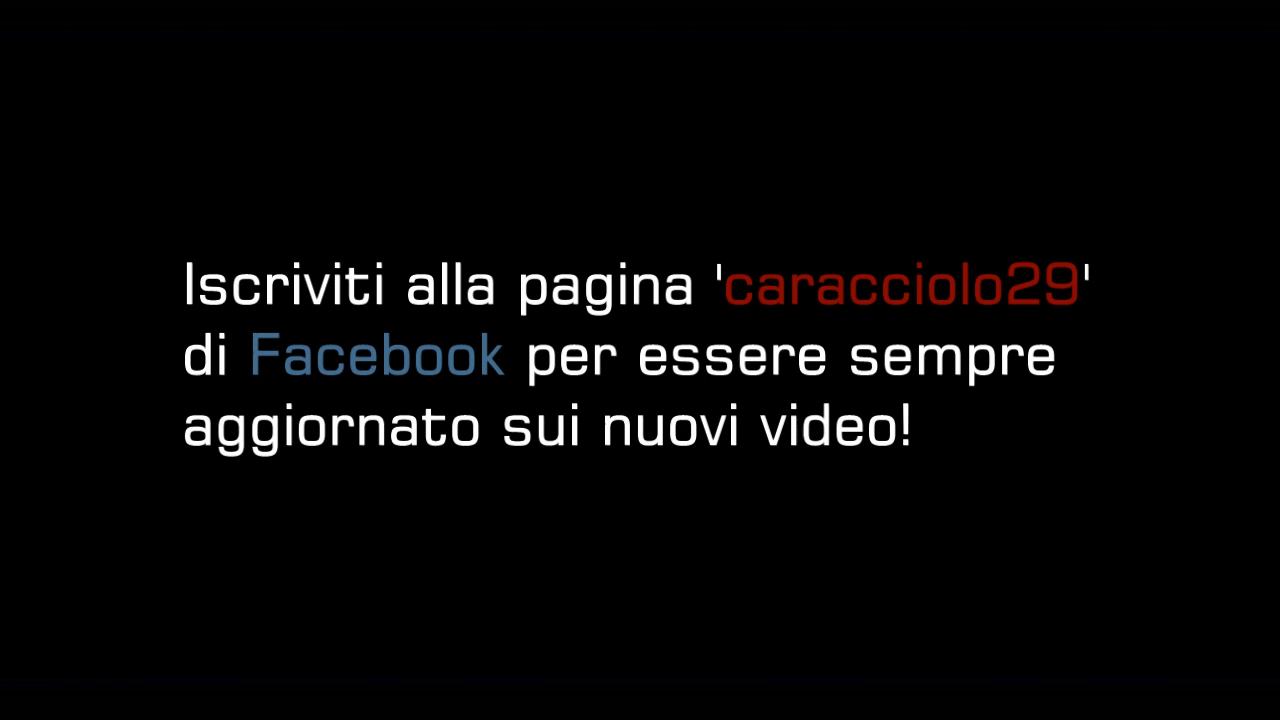 Iscriviti alla pagina 'caracciolo29'
di Facebook per essere sempre
aggiornato sui nuovi video!